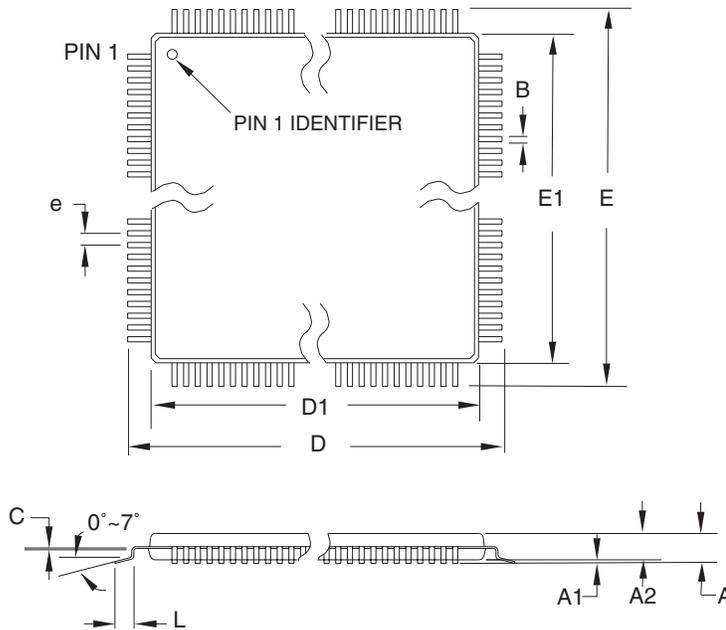 PIN 1
PIN 1 IDENTIFIER
B
e
E1
E
D1
D
C
0°~7°
L
A1
A2
A